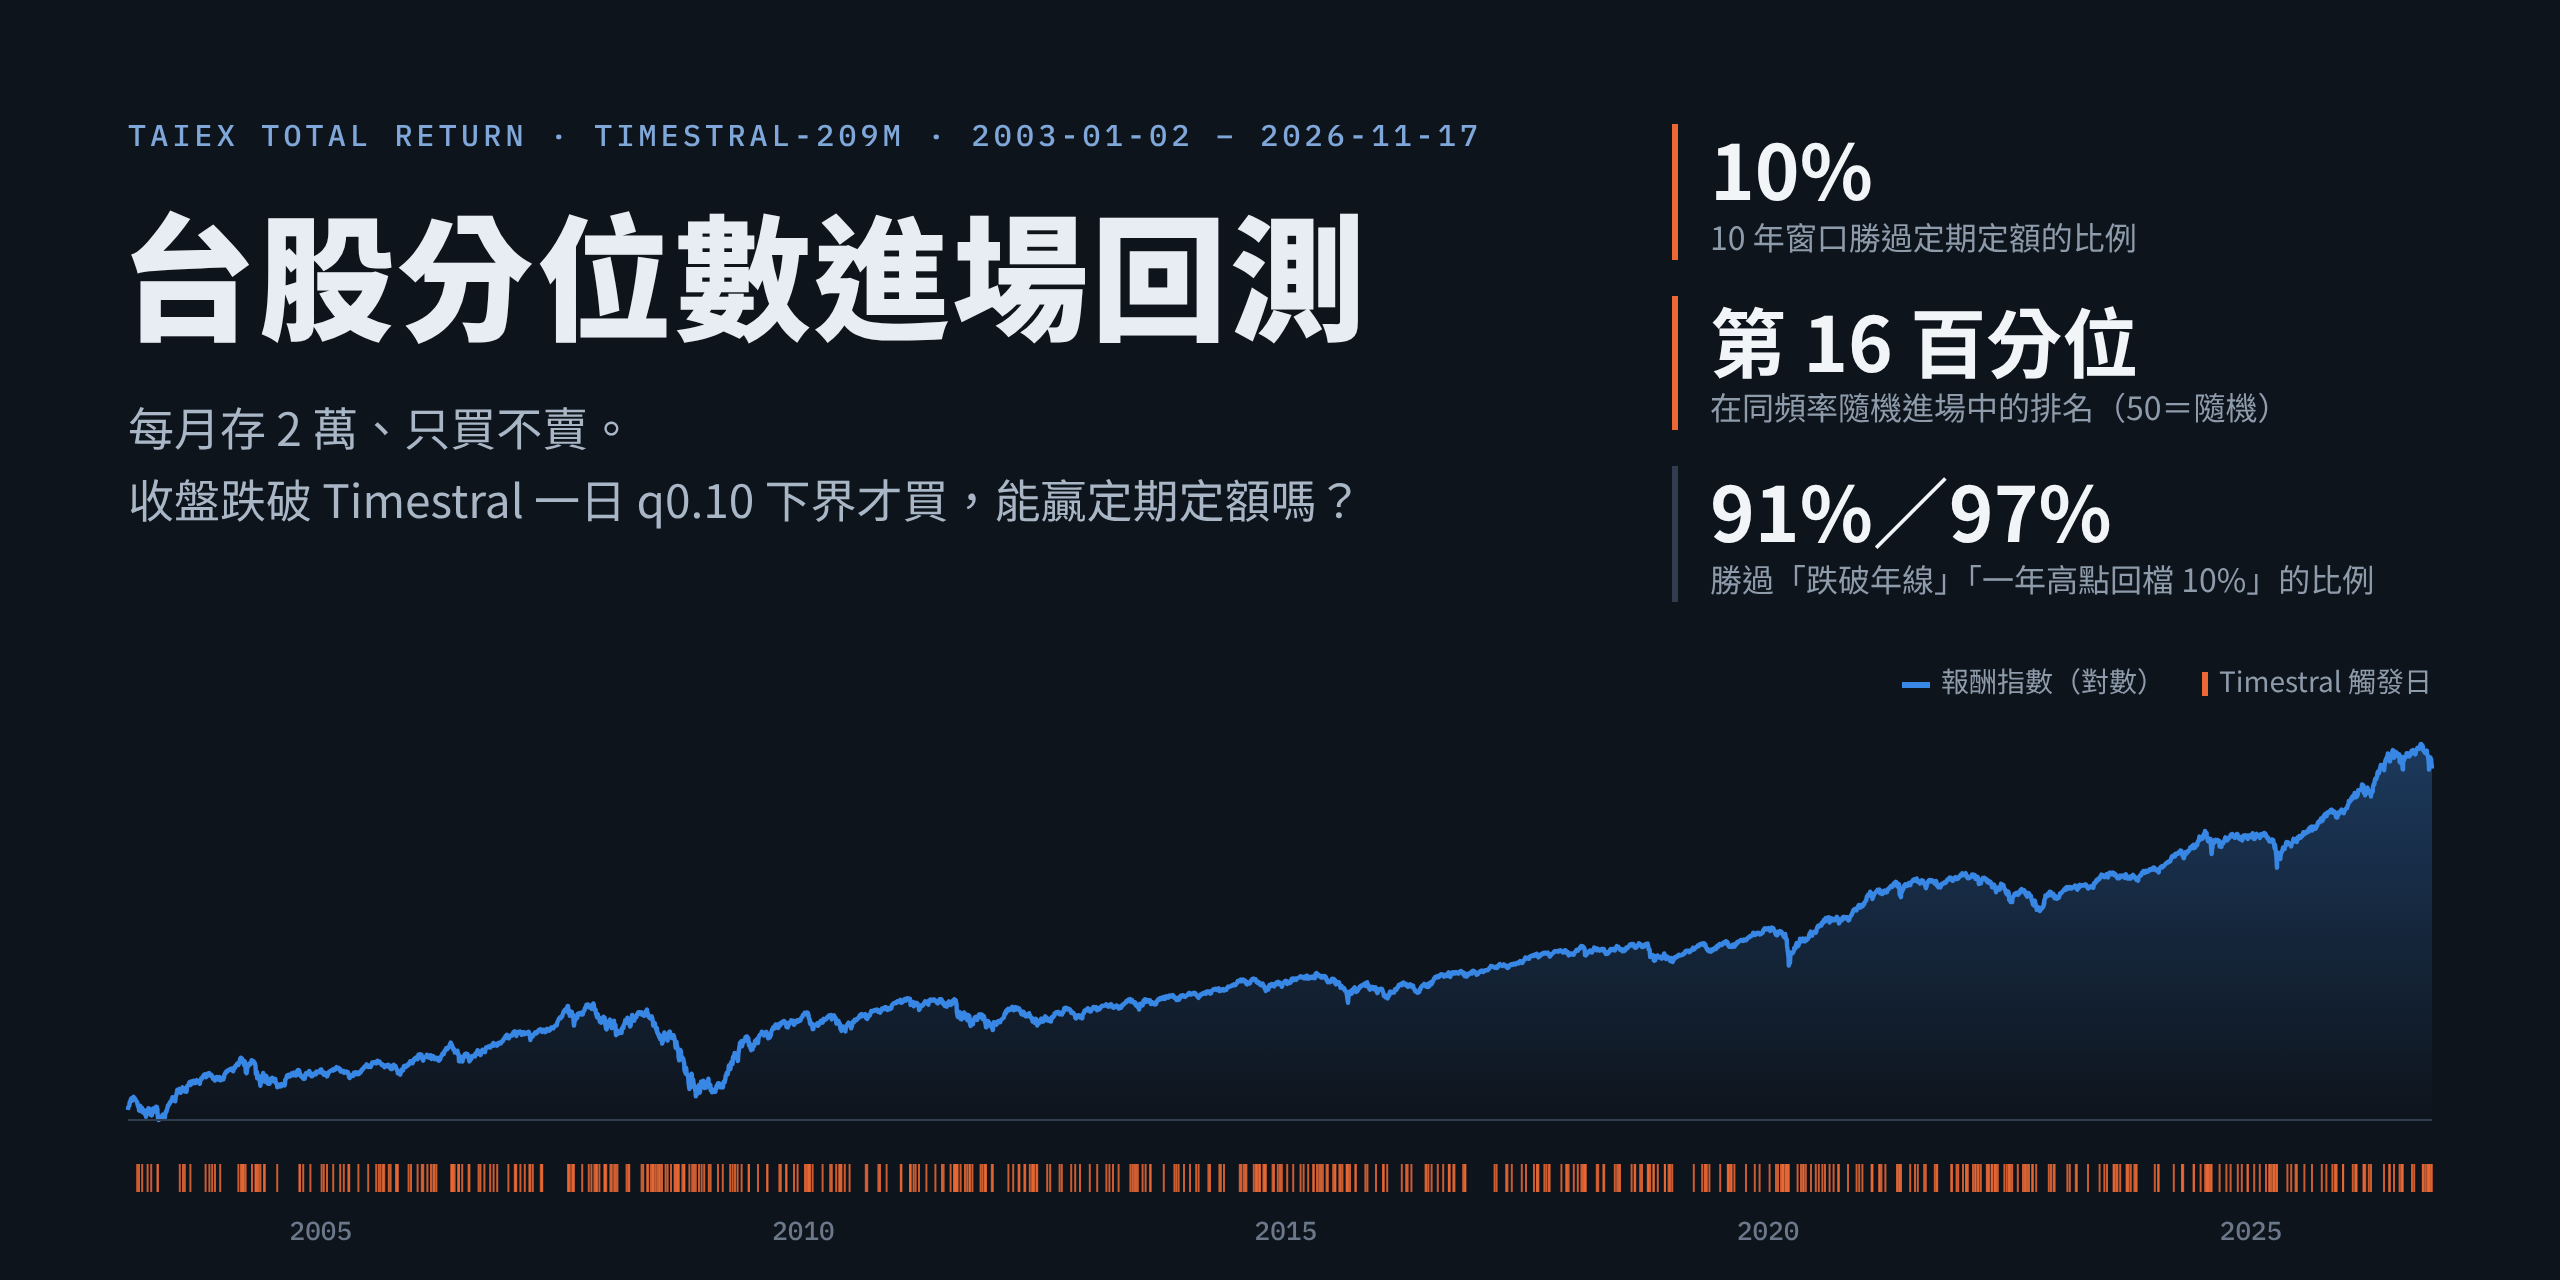 TAIEX TOTAL RETURN · TIMESTRAL-209M · 2003-01-02 – 2026-11-17
台股分位數進場回測
每月存 2 萬、只買不賣。
收盤跌破 Timestral 一日 q0.10 下界才買，能贏定期定額嗎？
10%
10 年窗口勝過定期定額的比例
第 16 百分位
在同頻率隨機進場中的排名（50＝隨機）
91%／97%
勝過「跌破年線」「一年高點回檔 10%」的比例
報酬指數（對數）
Timestral 觸發日
2005
2010
2015
2020
2025